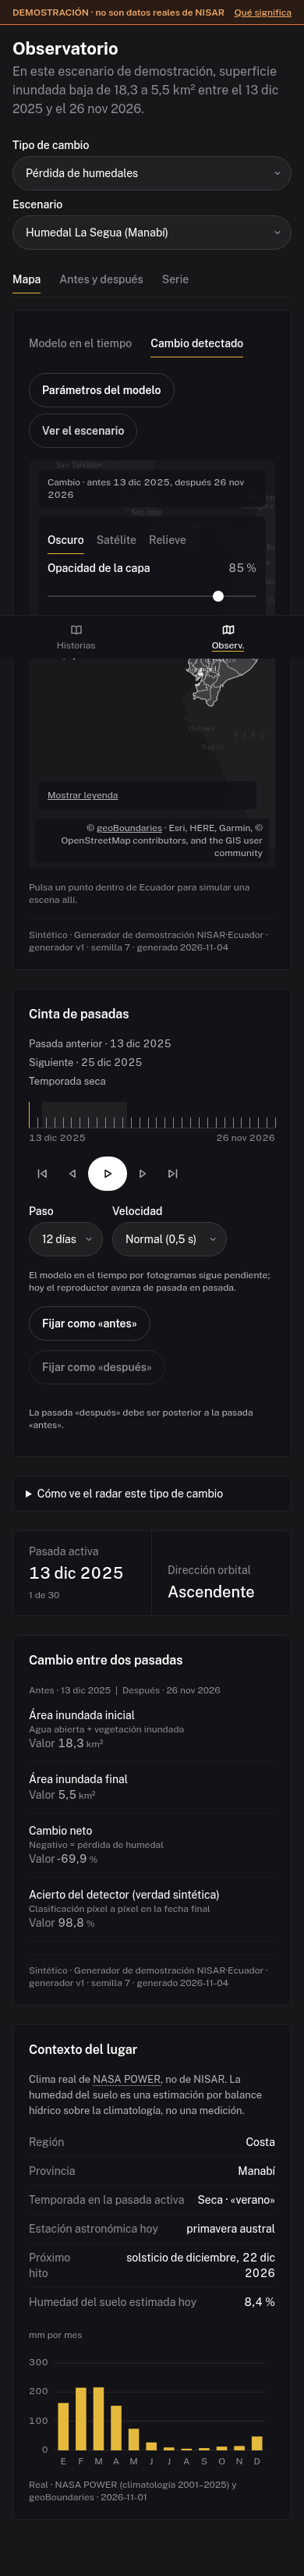 DEMOSTRACIÓN · no son datos reales de NISAR Qué significa
Observatorio
En este escenario de demostración, superficie
inundada baja de 18,3 a 5,5 km² entre el 13 dic
2025 y el 26 nov 2026.
Tipo de cambio
Pérdida de humedales
Escenario
Humedal La Segua (Manabí)
Mapa Antes y después Serie
Modelo en el tiempo Cambio detectado
Parámetros del modelo
Ver el escenario
San Salvador
Cambio · antes 13 dic 2025, después 26 nov
2026
Oscuro Satélite Relieve
Opacidad de la capa 85 %
Historias Observ.
Chiclayo
Trujillo
PERÚ
Mostrar leyenda
© geoBoundaries · Esri, HERE, Garmin, ©
OpenStreetMap contributors, and the GIS user
community
Pulsa un punto dentro de Ecuador para simular una
escena allí.
Sintético · Generador de demostración NISAR·Ecuador ·
generador v1 · semilla 7 · generado 2026-11-04
Cinta de pasadas
Pasada anterior · 13 dic 2025
Siguiente · 25 dic 2025
Temporada seca
13 dic 2025 26 nov 2026
Paso Velocidad
12 días Normal (0,5 s)
El modelo en el tiempo por fotogramas sigue pendiente;
hoy el reproductor avanza de pasada en pasada.
Fijar como «antes»
Fijar como «después»
La pasada «después» debe ser posterior a la pasada
«antes».
Cómo ve el radar este tipo de cambio
Pasada activa
13 dic 2025
1 de 30
Dirección orbital
Ascendente
Cambio entre dos pasadas
Antes · 13 dic 2025 | Después · 26 nov 2026
Área inundada inicial
Agua abierta + vegetación inundada
Valor 18,3 km²
Área inundada final
Valor 5,5 km²
Cambio neto
Negativo = pérdida de humedal
Valor -69,9 %
Acierto del detector (verdad sintética)
Clasificación píxel a píxel en la fecha final
Valor 98,8 %
Sintético · Generador de demostración NISAR·Ecuador ·
generador v1 · semilla 7 · generado 2026-11-04
Contexto del lugar
Clima real de NASA POWER, no de NISAR. La
humedad del suelo es una estimación por balance
hídrico sobre la climatología, no una medición.
Región Costa
Provincia Manabí
Temporada en la pasada activa Seca · «verano»
Estación astronómica hoy primavera austral
Próximo hito solsticio de diciembre, 22 dic 2026
Humedad del suelo estimada hoy 8,4 %
mm por mes
300
200
100
0
E F M A M J J A S O N D
Real · NASA POWER (climatología 2001–2025) y
geoBoundaries · 2026-11-01